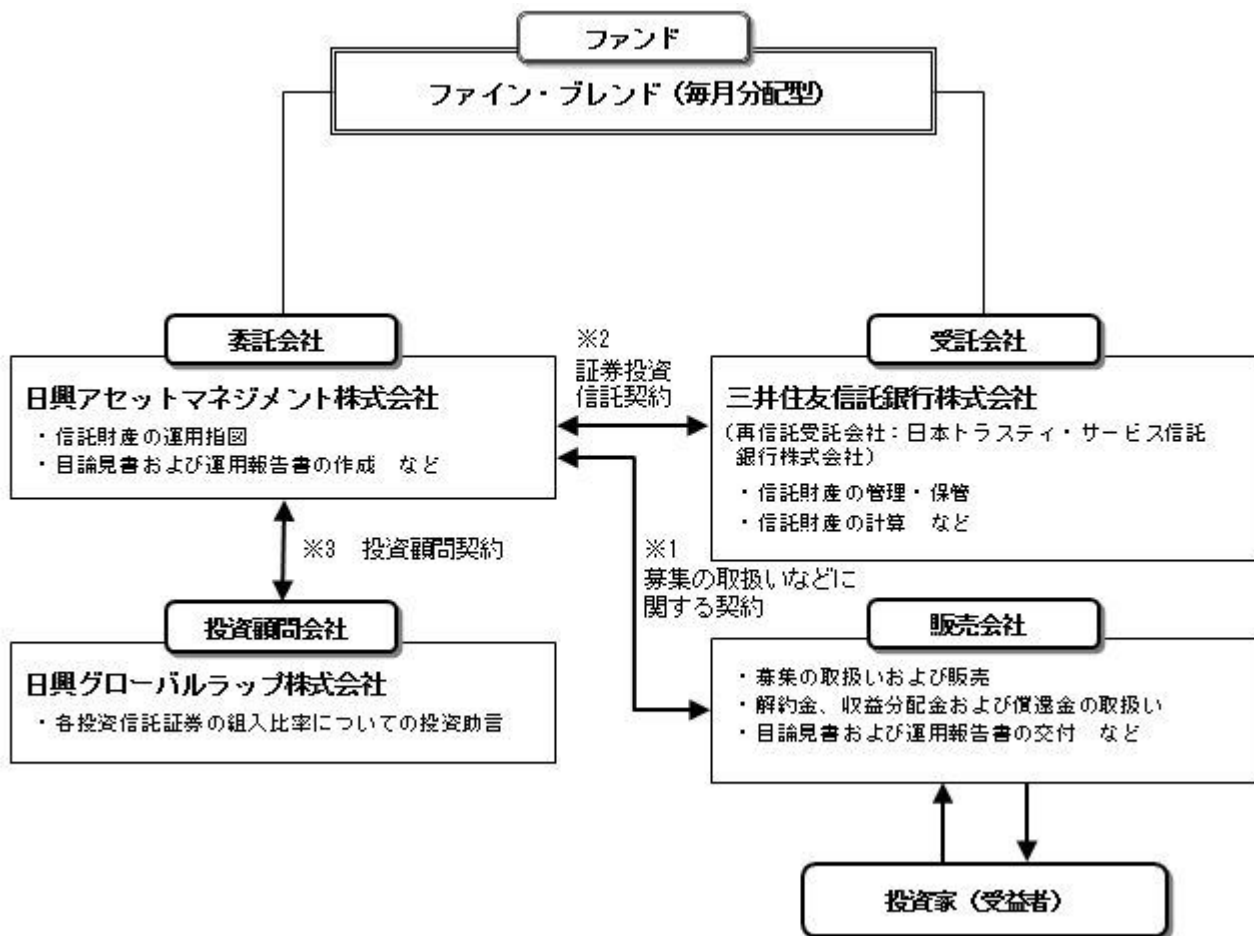 ファンド
ファイン・ブレンド（毎月分配型）
委託会社
日興アセットマネジメント株式会社
・信託財産の運用指図
・目論見書および運用報告書の作成　など
※2
証券投資
信託契約
受託会社
三井住友信託銀行株式会社
（再信託受託会社：日本トラスティ・サービス信託
銀行株式会社）
・信託財産の管理・保管
・信託財産の計算　など
※3　投資顧問契約
※1
募集の取扱いなどに
関する契約
投資顧問会社
日興グローバルラップ株式会社
・各投資信託証券の組入比率についての投資助言
販売会社
・募集の取扱いおよび販売
・解約金、収益分配金および償還金の取扱い
・目論見書および運用報告書の交付　など
投資家（受益者）